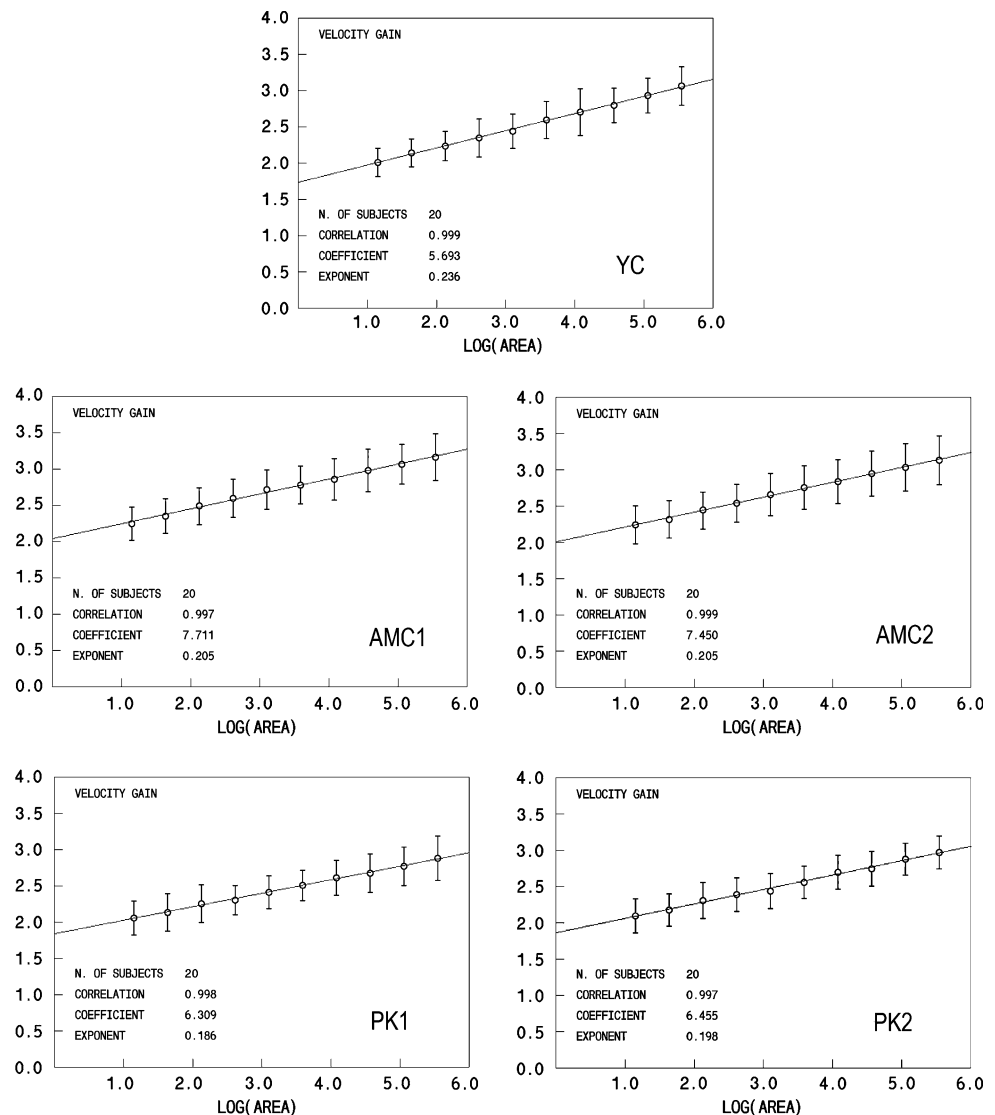 4.0
VELOCITY GAIN
3.5
3.0
2.5
2.0
1.5
N. OF SUBJECTS 20
1.0
CORRELATION 0.999
COEFFICIENT 5.693
YC
0.5
EXPONENT 0.236
0.0
1.0 2.0 3.0 4.0 5.0 6.0
LOG(AREA)
4.0
VELOCITY GAIN
3.5
3.0
2.5
2.0
1.5
N. OF SUBJECTS 20
1.0
CORRELATION 0.997
COEFFICIENT 7.711
AMC1
0.5
EXPONENT 0.205
0.0
1.0 2.0 3.0 4.0 5.0 6.0
LOG(AREA)
4.0
VELOCITY GAIN
3.5
3.0
2.5
2.0
1.5
N. OF SUBJECTS 20
1.0
CORRELATION 0.999
COEFFICIENT 7.450
AMC2
0.5
EXPONENT 0.205
0.0
1.0 2.0 3.0 4.0 5.0 6.0
LOG(AREA)
4.0
VELOCITY GAIN
3.5
3.0
2.5
2.0
1.5
N. OF SUBJECTS 20
1.0
CORRELATION 0.998
COEFFICIENT 6.309
PK1
0.5
EXPONENT 0.186
0.0
1.0 2.0 3.0 4.0 5.0 6.0
LOG(AREA)
4.0
VELOCITY GAIN
3.5
3.0
2.5
2.0
1.5
N. OF SUBJECTS 20
1.0
CORRELATION 0.997
COEFFICIENT 6.455
PK2
0.5
EXPONENT 0.198
0.0
1.0 2.0 3.0 4.0 5.0 6.0
LOG(AREA)